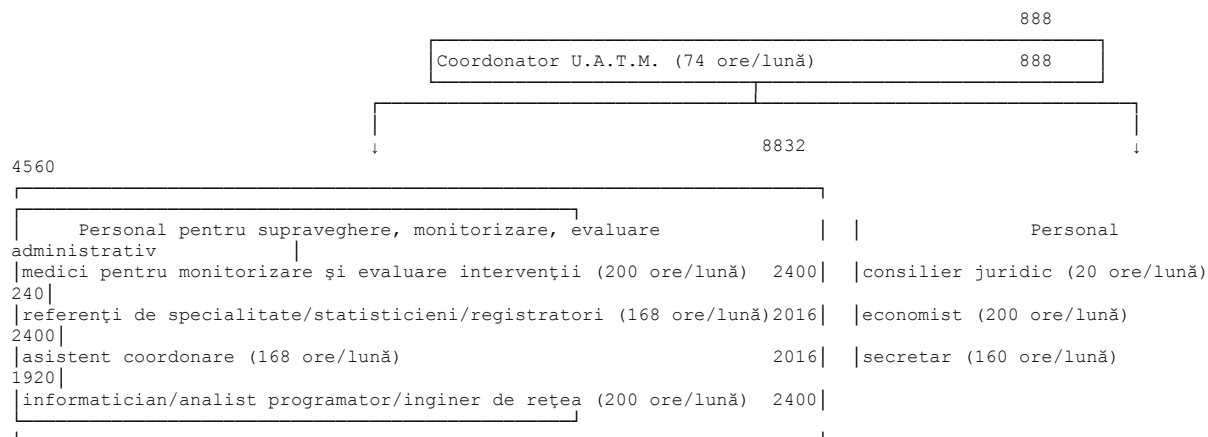 888
Coordonator U.A.T.M. (74 ore/lună) 888
8832
4560
Personal pentru supraveghere, monitorizare, evaluare Personal
administrativ
medici pentru monitorizare şi evaluare intervenţii (200 ore/lună) 2400 consilier juridic (20 ore/lună)
240
referenţi de specialitate/statisticieni/registratori (168 ore/lună)2016 economist (200 ore/lună)
2400
asistent coordonare (168 ore/lună) 2016 secretar (160 ore/lună)
1920
informatician/analist programator/inginer de reţea (200 ore/lună) 2400